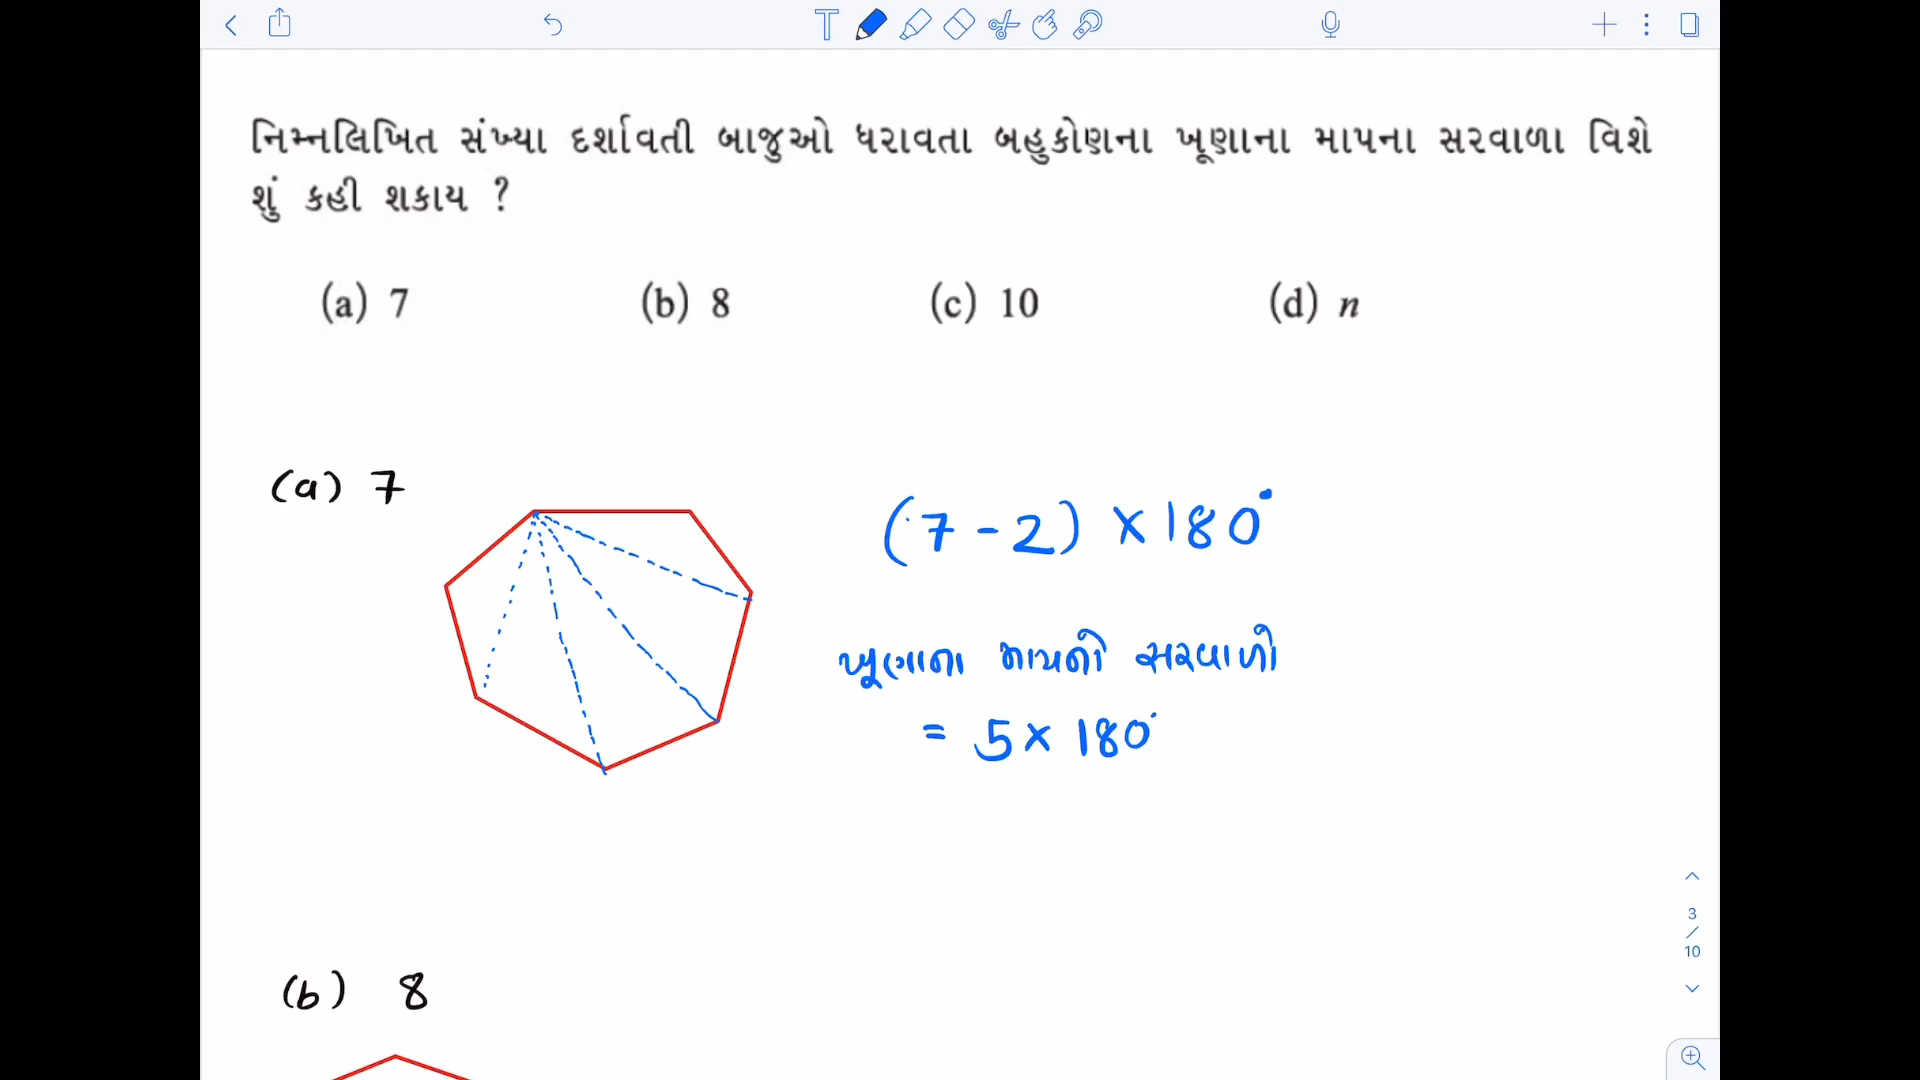 નિમ્નલિખિત સંખ્યા દર્શાવતી બાજુઓ ધરાવતા બહુકોણના ખૂણાના માપના સરવાળા વિશે
શું કહી શકાય ?
(a) 7 (b) 8 (c) 10 (d) n
(a) 7
(7 - 2) × 180°
ખૂણાના માપનો સરવાળો
= 5 × 180°
(b) 8
3
/
10